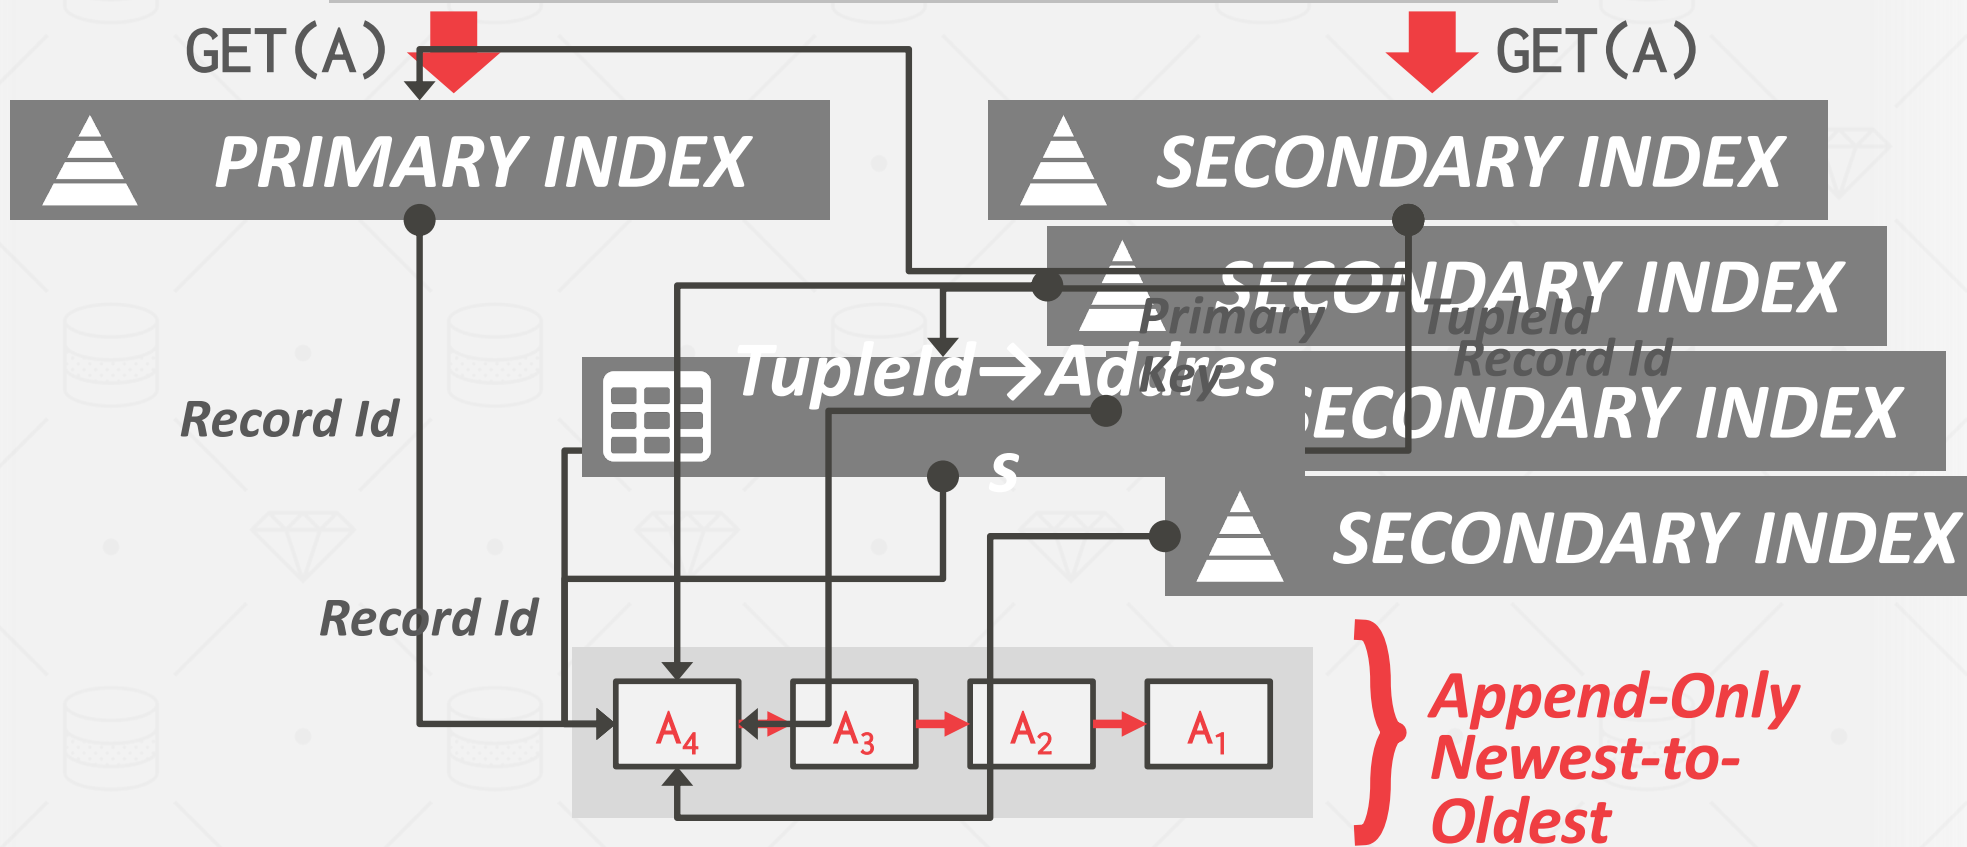 GET(A)
GET(A)
PRIMARY INDEX
SECONDARY INDEX
SECONDARY INDEX
Primary
Key
TupleId
Record Id
TupleId→Addres
s
SECONDARY INDEX
Record Id
SECONDARY INDEX
Record Id
A4
A3
A2
A1
Append-Only
Newest-to-
Oldest